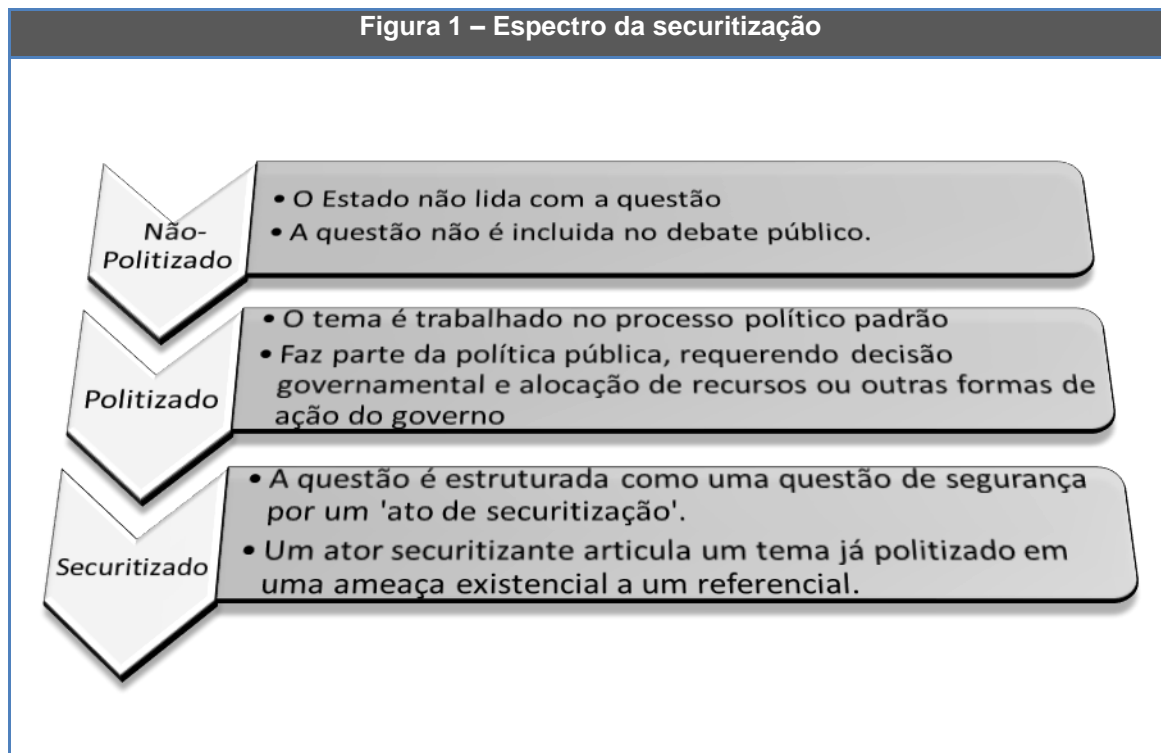 Figura 1 – Espectro da securitização
Não-
Politizado
• O Estado não lida com a questão
• A questão não é incluida no debate público.
Politizado
• O tema é trabalhado no processo político padrão
• Faz parte da política pública, requerendo decisão
governamental e alocação de recursos ou outras formas de
ação do governo
Securitizado
• A questão é estruturada como uma questão de segurança
por um 'ato de securitização'.
• Um ator securitizante articula um tema já politizado em
uma ameaça existencial a um referencial.